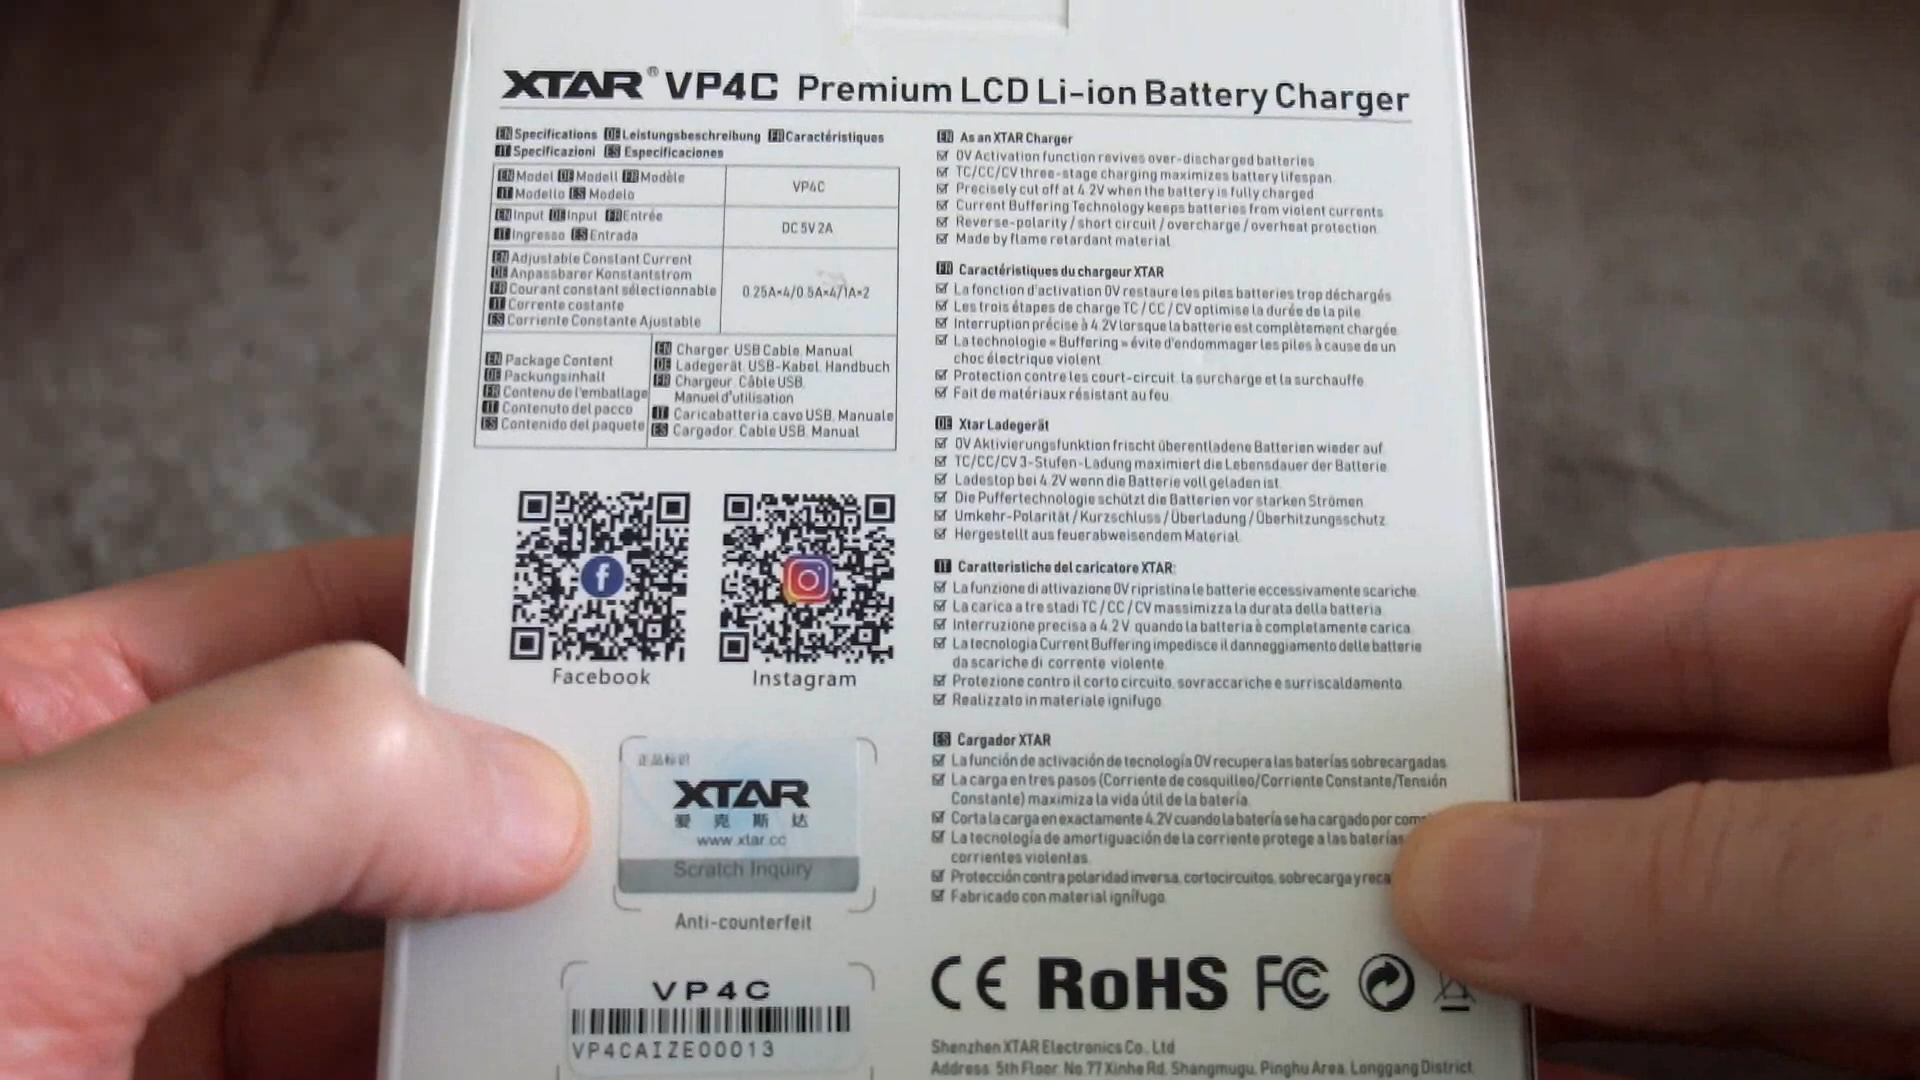 XTAR® VP4C Premium LCD Li-ion Battery Charger
EN Specifications DE Leistungsbeschreibung FR Caractéristiques
IT Specificazioni ES Especificaciones
EN Model DE Modell FR Modèle
IT Modello ES Modelo
VP4C
EN Input DE Input FR Entrée
IT Ingresso ES Entrada
DC 5V 2A
EN Adjustable Constant Current
DE Anpassbarer Konstantstrom
FR Courant constant sélectionnable
IT Corrente costante
ES Corriente Constante Ajustable
0.25A×4/0.5A×4/1A×2
EN Package Content
DE Packungsinhalt
FR Contenu de l'emballage
IT Contenuto del pacco
ES Contenido del paquete
EN Charger, USB Cable, Manual
DE Ladegerät, USB-Kabel, Handbuch
FR Chargeur, Câble USB,
Manuel d'utilisation
IT Caricabatteria,cavo USB, Manuale
ES Cargador, Cable USB, Manual
Facebook
Instagram
正品标识
XTAR
爱克斯达
www.xtar.cc
Scratch Inquiry
Anti-counterfeit
VP4C
VP4CAIZE00013
EN As an XTAR Charger
0V Activation function revives over-discharged batteries.
TC/CC/CV three-stage charging maximizes battery lifespan.
Precisely cut off at 4.2V when the battery is fully charged
Current Buffering Technology keeps batteries from violent currents
Reverse-polarity / short circuit / overcharge / overheat protection.
Made by flame retardant material
FR Caractéristiques du chargeur XTAR
La fonction d'activation 0V restaure les piles batteries trop déchargés
Les trois étapes de charge TC / CC / CV optimise la durée de la pile
Interruption précise à 4.2V lorsque la batterie est complètement chargée.
La technologie « Buffering » évite d'endommager les piles à cause de un
choc électrique violent.
Protection contre les court-circuit, la surcharge et la surchauffe.
Fait de matériaux résistant au feu.
DE Xtar Ladegerät
0V Aktivierungsfunktion frischt überentladene Batterien wieder auf.
TC/CC/CV 3-Stufen-Ladung maximiert die Lebensdauer der Batterie.
Ladestop bei 4.2V wenn die Batterie voll geladen ist.
Die Puffertechnologie schützt die Batterien vor starken Strömen.
Umkehr-Polarität / Kurzschluss / Überladung / Überhitzungsschutz.
Hergestellt aus feuerabweisendem Material.
IT Caratteristiche del caricatore XTAR:
La funzione di attivazione 0V ripristina le batterie eccessivamente scariche.
La carica a tre stadi TC / CC / CV massimizza la durata della batteria.
Interruzione precisa a 4.2 V quando la batteria è completamente carica.
La tecnologia Current Buffering impedisce il danneggiamento delle batterie
da scariche di corrente violente.
Protezione contro il corto circuito, sovraccariche e surriscaldamento.
Realizzato in materiale ignifugo.
ES Cargador XTAR
La función de activación de tecnología 0V recupera las baterías sobrecargadas.
La carga en tres pasos (Corriente de cosquilleo/Corriente Constante/Tensión
Constante) maximiza la vida útil de la batería.
Corta la carga en exactamente 4.2V cuando la batería se ha cargado por com
La tecnología de amortiguación de la corriente protege a las baterías
corrientes violentas.
Protección contra polaridad inversa, cortocircuitos, sobrecarga y reca
Fabricado con material ignífugo.
CE RoHS FC
Shenzhen XTAR Electronics Co., Ltd
Address: 5th Floor, No.77 Xinhe Rd, Shangmugu, Pinghu Area, Longgang District